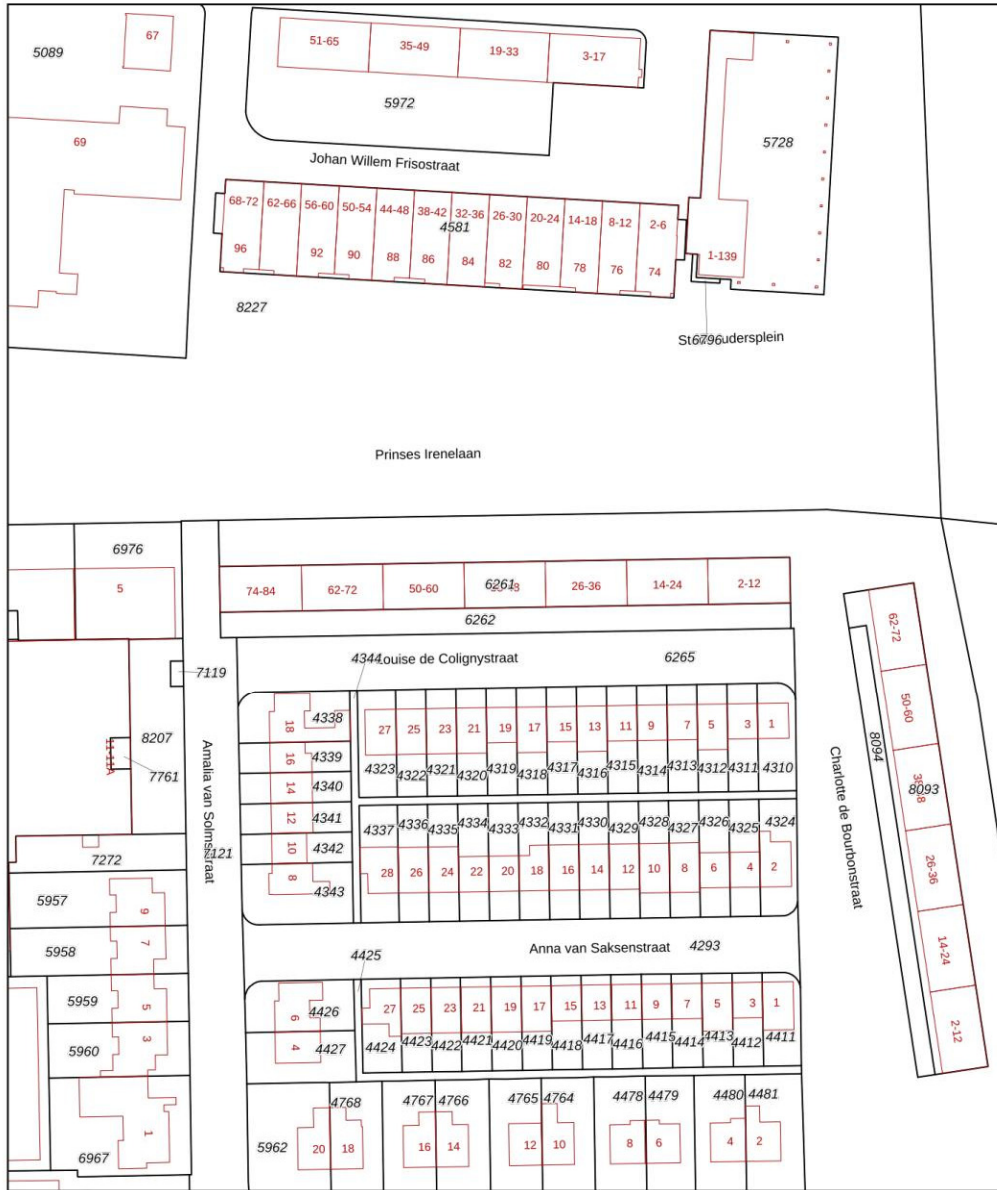 67
5089
51-65 35-49 19-33 3-17
5972
5728
69
Johan Willem Frisostraat
68-72 62-66 56-60 50-54 44-48 38-42 32-36 26-30 20-24 14-18 8-12 2-6
4581
96 92 90 88 86 84 82 80 78 76 74
1-139
8227
6796
Prinses Irenelaan
6976
5
74-84 62-72 50-60 6261 26-36 14-24 2-12
6262
62-72
4344 Louise de Colignystraat 6265
7119
50-60
18 4338
27 25 23 21 19 17 15 13 11 9 7 5 3 1
8207
11-11A
7761
16 4339
14 4340
4323 4322 4321 4320 4319 4318 4317 4316 4315 4314 4313 4312 4311 4310
8094
8093
Amalia van Solmsstraat
Charlotte de Bourbonstraat
12 4341
4337 4336 4335 4334 4333 4332 4331 4330 4329 4328 4327 4326 4325 4324
10 4342
7121
7272
8 4343
28 26 24 22 20 18 16 14 12 10 8 6 4 2
26-36
5957
9
14-24
5958
7
4425 Anna van Saksenstraat 4293
5959
5
6 4426
27 25 23 21 19 17 15 13 11 9 7 5 3 1
2-12
5960
3
4 4427
4424 4423 4422 4421 4420 4419 4418 4417 4416 4415 4414 4413 4412 4411
4768 4767 4766 4765 4764 4478 4479 4480 4481
1
6967
5962
20 18 16 14 12 10 8 6 4 2